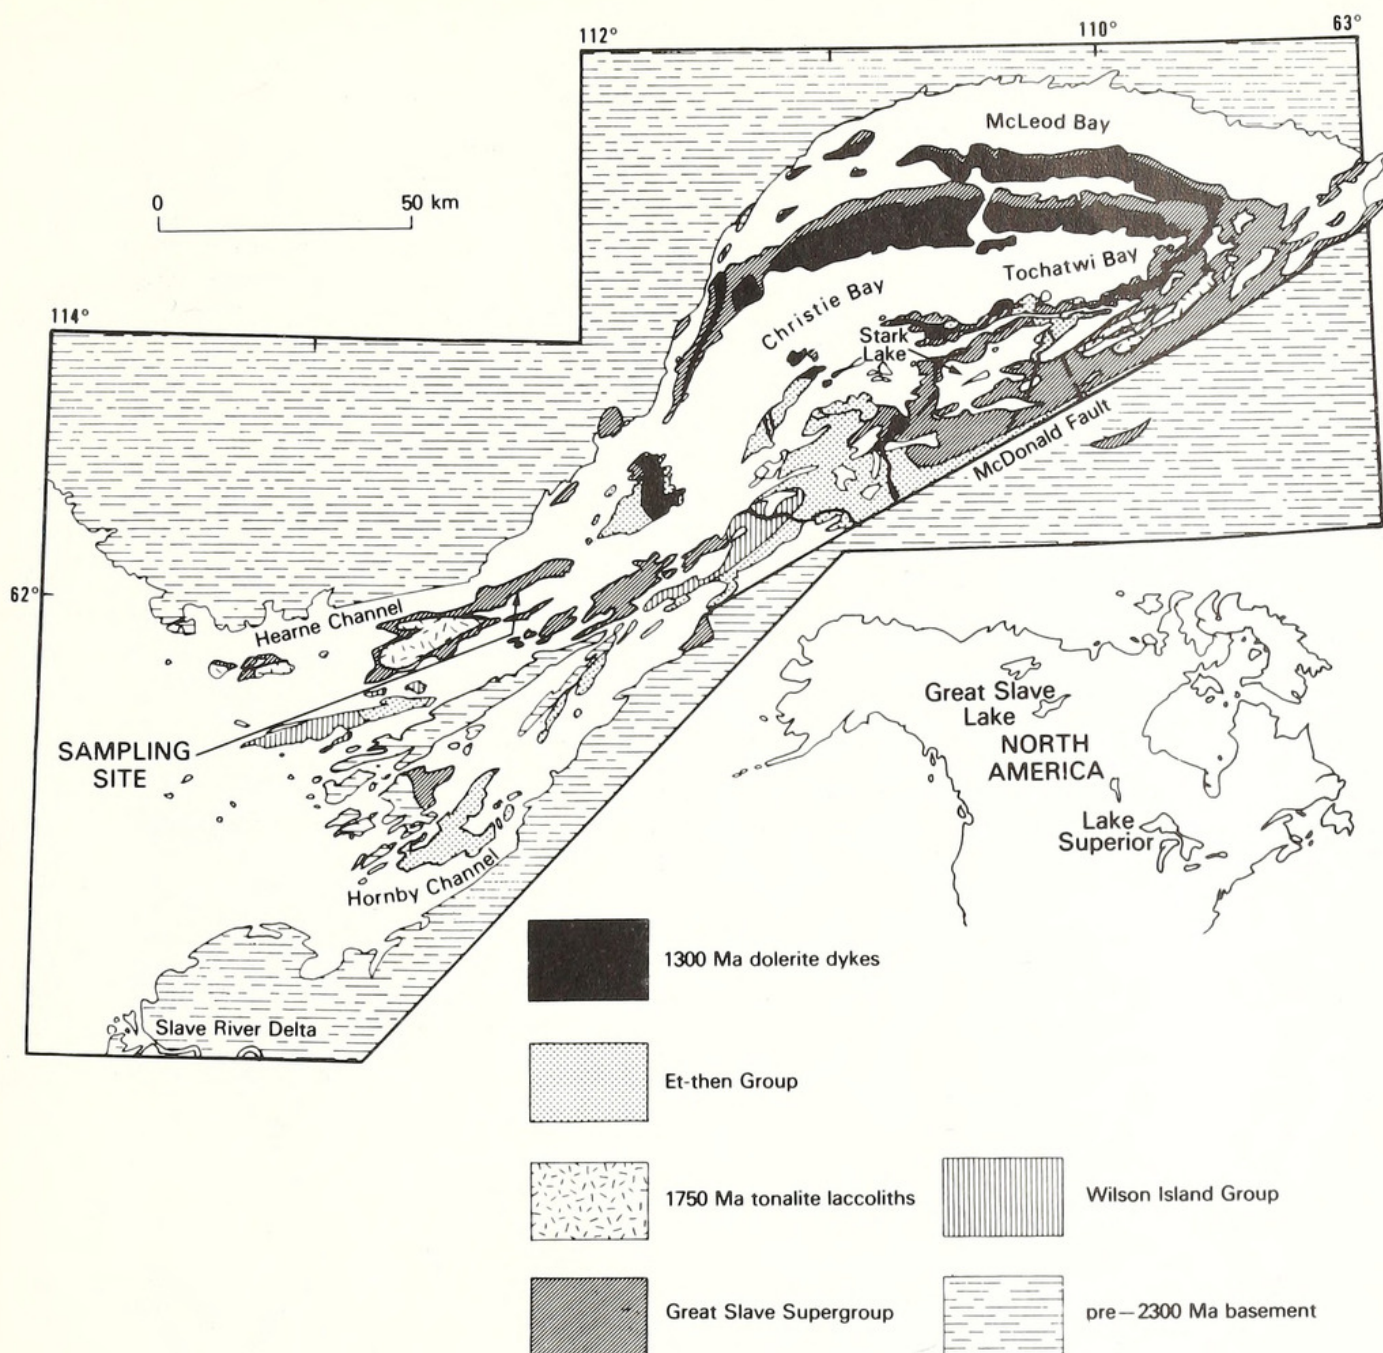 112°
110°
63°
McLeod Bay
0
50 km
Tochatwi Bay
Christie Bay
114°
Stark
Lake
McDonald Fault
62°
Hearne Channel
Great Slave
Lake
NORTH
AMERICA
SAMPLING
SITE
Lake
Superior
Hornby Channel
1300 Ma dolerite dykes
Slave River Delta
Et-then Group
1750 Ma tonalite laccoliths
Wilson Island Group
Great Slave Supergroup
pre—2300 Ma basement